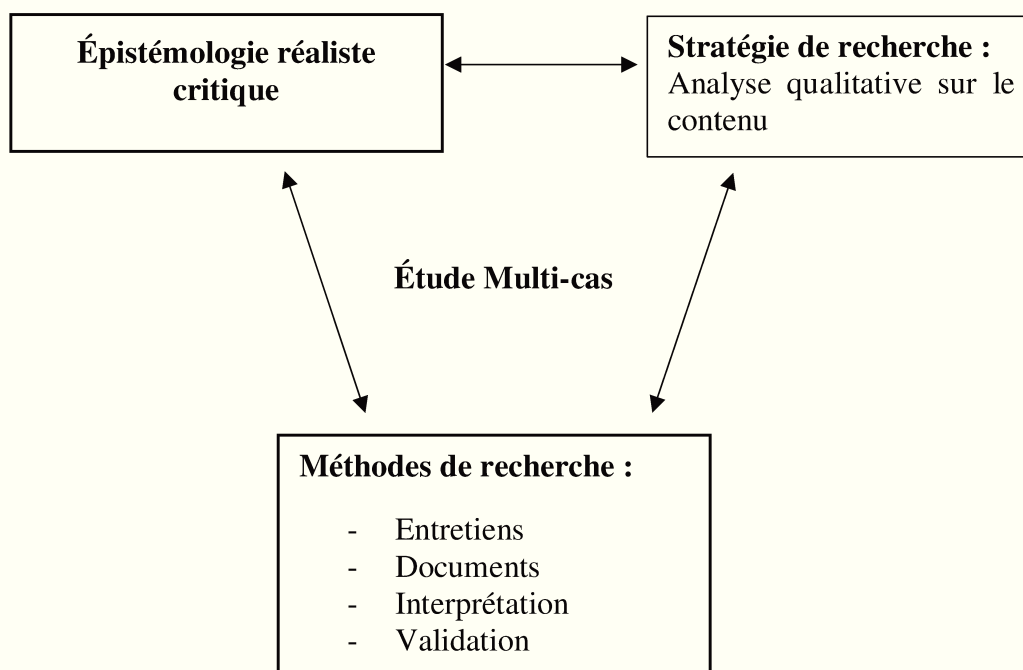 Épistémologie réaliste
critique
Stratégie de recherche :
Analyse qualitative sur le
contenu
Étude Multi-cas
Méthodes de recherche :
- Entretiens
- Documents
- Interprétation
- Validation